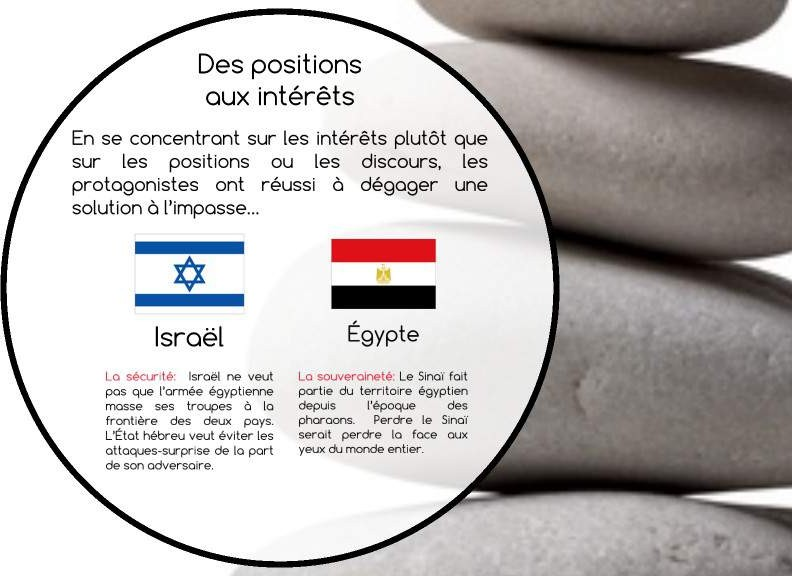 Des positions
aux intérêts
En se concentrant sur les intérêts plutôt que
sur les positions ou les discours, les
protagonistes ont réussi à dégager une
solution à l'impasse...
Israël
La sécurité: Israël ne veut
pas que l'armée égyptienne
masse ses troupes à la
frontière des deux pays.
L'État hébreu veut éviter les
attaques-surprise de la part
de son adversaire.
Égypte
La souveraineté: Le Sinaï fait
partie du territoire égyptien
depuis l'époque des
pharaons. Perdre le Sinaï
serait perdre la face aux
yeux du monde entier.